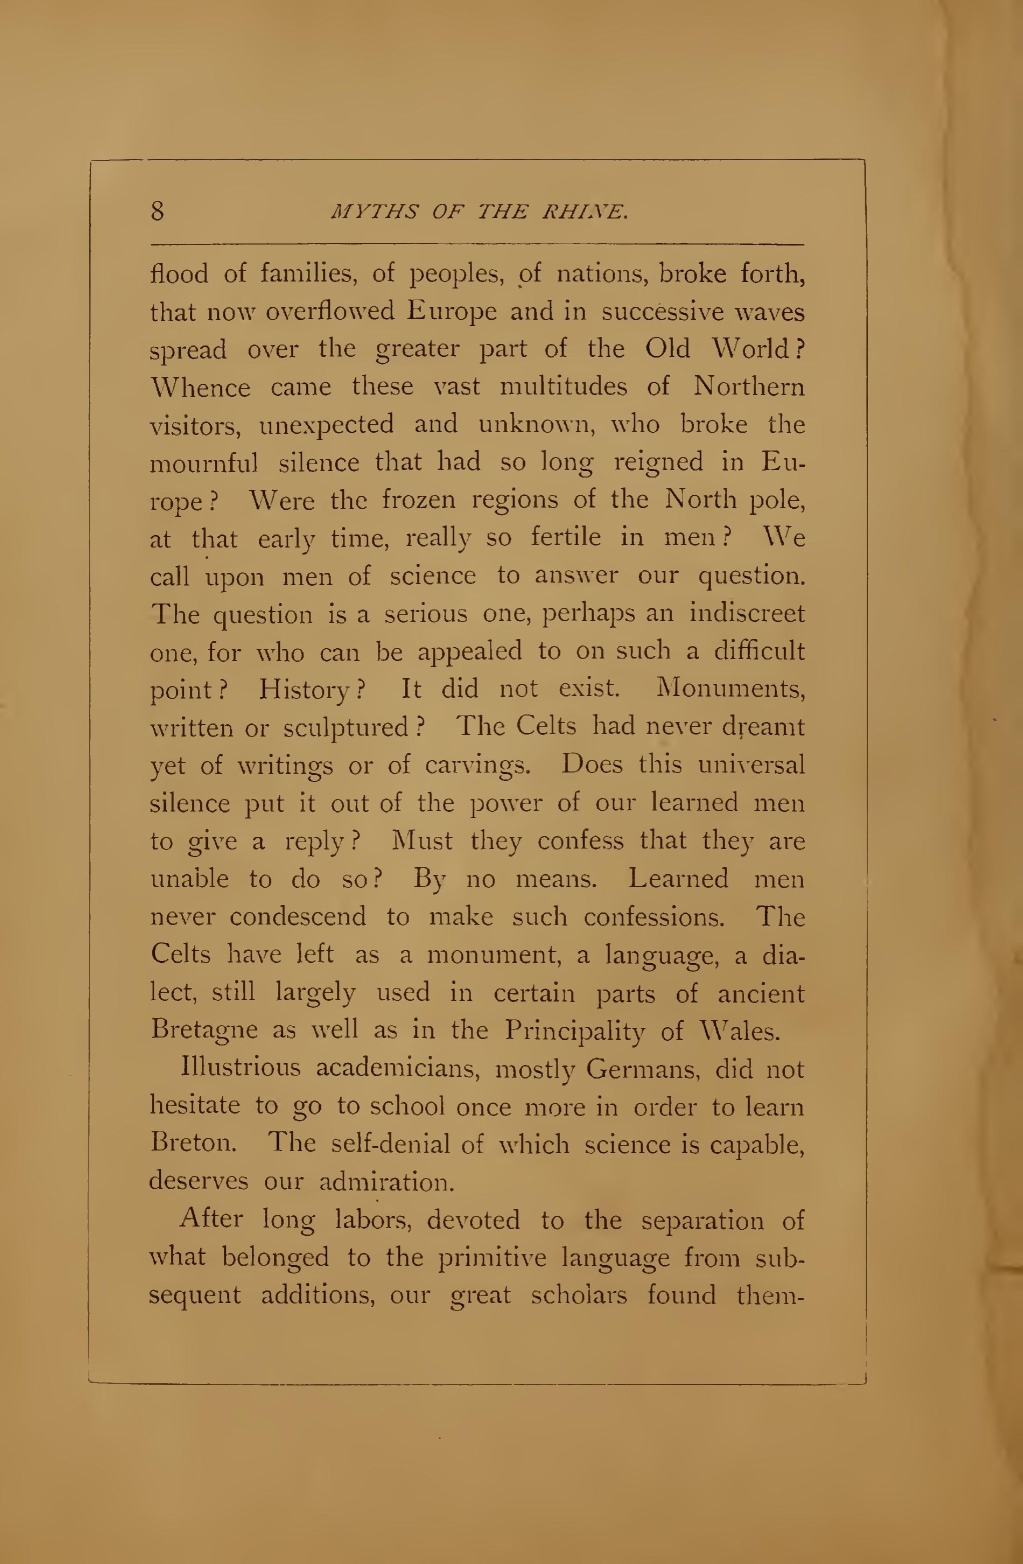 8 MYTHS OF THE RHINE.
flood of families, of peoples, of nations, broke forth,
that now overflowed Europe and in successive waves
spread over the greater part of the Old World?
Whence came these vast multitudes of Northern
visitors, unexpected and unknown, who broke the
mournful silence that had so long reigned in Eu-
rope? Were the frozen regions of the North pole,
at that early time, really so fertile in men? We
call upon men of science to answer our question.
The question is a serious one, perhaps an indiscreet
one, for who can be appealed to on such a difficult
point? History? It did not exist. Monuments,
written or sculptured? The Celts had never dreamt
yet of writings or of carvings. Does this universal
silence put it out of the power of our learned men
to give a reply? Must they confess that they are
unable to do so? By no means. Learned men
never condescend to make such confessions. The
Celts have left as a monument, a language, a dia-
lect, still largely used in certain parts of ancient
Bretagne as well as in the Principality of Wales.
Illustrious academicians, mostly Germans, did not
hesitate to go to school once more in order to learn
Breton. The self-denial of which science is capable,
deserves our admiration.
After long labors, devoted to the separation of
what belonged to the primitive language from sub-
sequent additions, our great scholars found them-